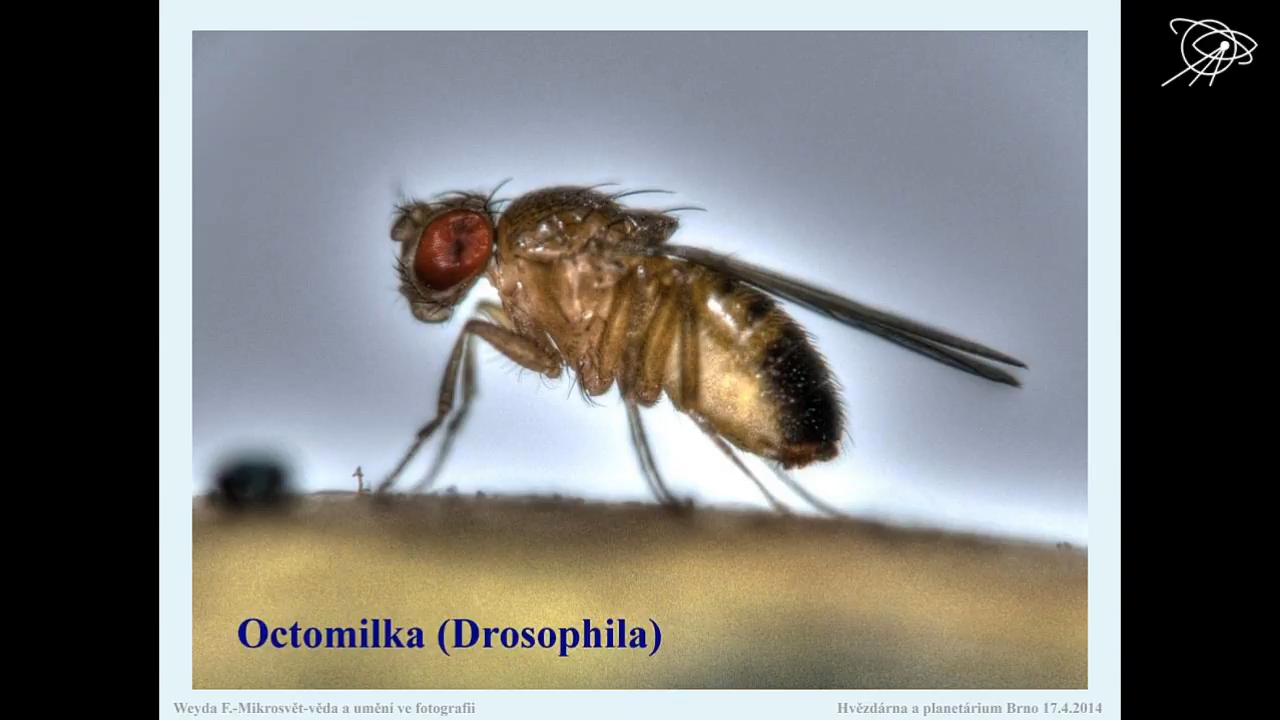 Octomilka (Drosophila)
Weyda F.-Mikrosvět-věda a umění ve fotografii
Hvězdárna a planetárium Brno 17.4.2014